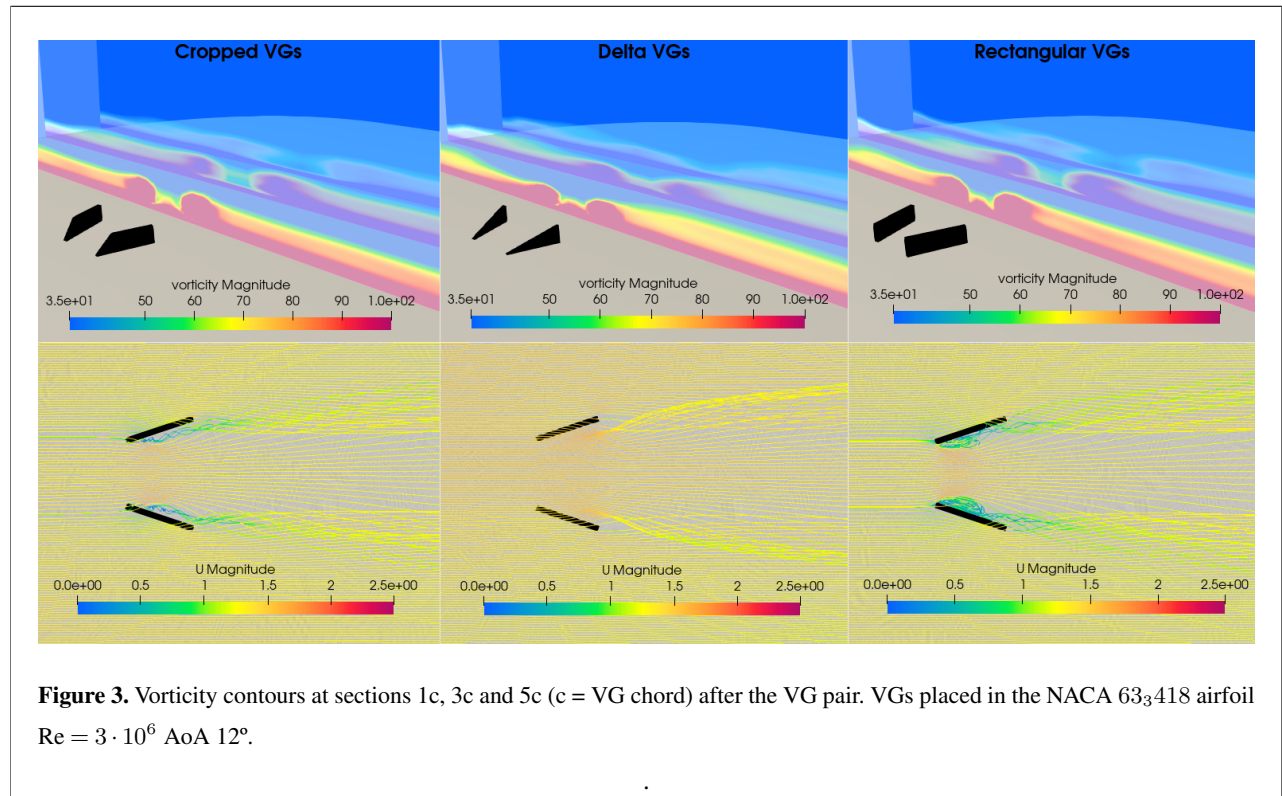 Cropped VGs
Delta VGs
Rectangular VGs
vorticity Magnitude
3.5e+01 50 60 70 80 90 1.0e+02
vorticity Magnitude
3.5e+01 50 60 70 80 90 1.0e+02
vorticity Magnitude
3.5e+01 50 60 70 80 90 1.0e+02
U Magnitude
0.0e+00 0.5 1 1.5 2 2.5e+00
U Magnitude
0.0e+00 0.5 1 1.5 2 2.5e+00
U Magnitude
0.0e+00 0.5 1 1.5 2 2.5e+00
Figure 3. Vorticity contours at sections 1c, 3c and 5c (c = VG chord) after the VG pair. VGs placed in the NACA 63₃418 airfoil
Re = 3 · 10⁶ AoA 12º.
.